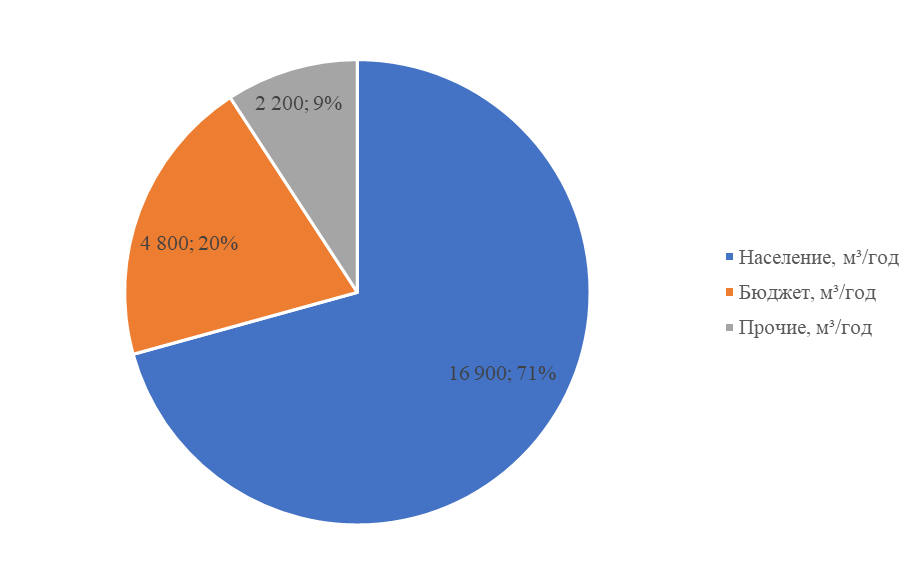 2 200; 9%
4 800; 20%
16 900; 71%
Население, м³/год
Бюджет, м³/год
Прочие, м³/год